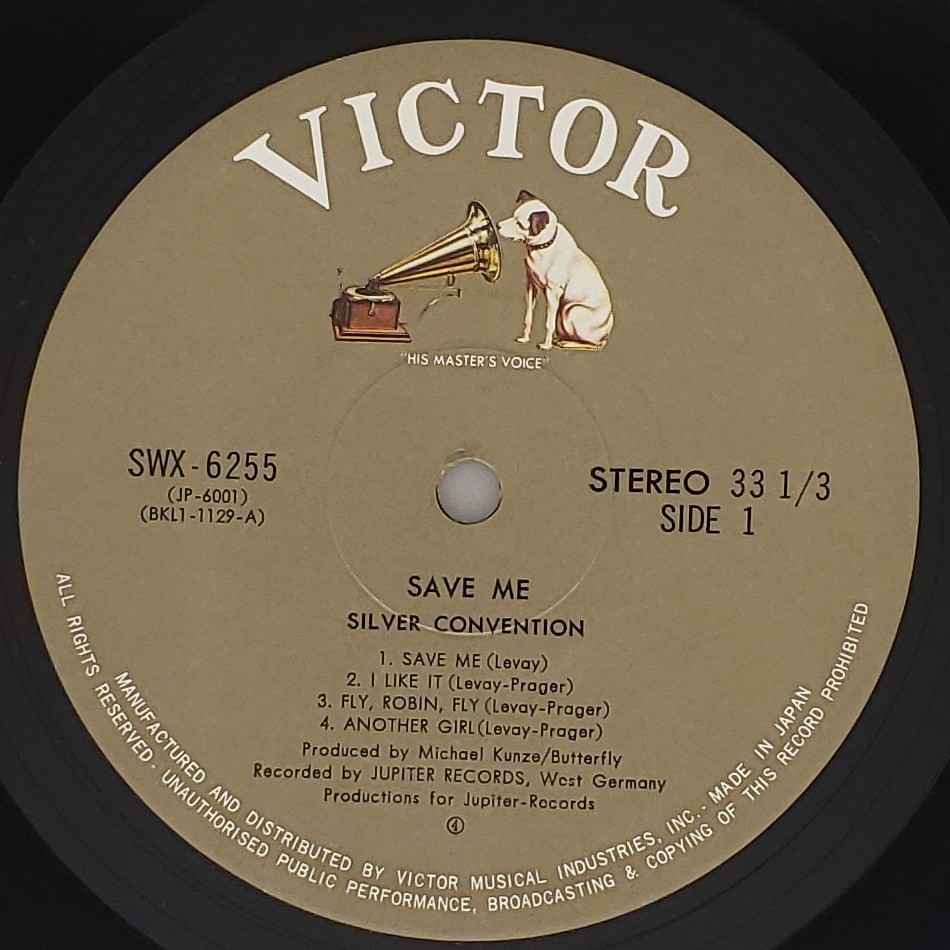 VICTOR
"HIS MASTER'S VOICE"
SWX-6255
(JP-6001)
(BKL1-1129-A)
STEREO 33 1/3
SIDE 1
SAVE ME
SILVER CONVENTION
1. SAVE ME (Levay)
2. I LIKE IT (Levay-Prager)
3. FLY, ROBIN, FLY (Levay-Prager)
4. ANOTHER GIRL (Levay-Prager)
Produced by Michael Kunze/Butterfly
Recorded by JUPITER RECORDS, West Germany
Productions for Jupiter-Records
④
MANUFACTURED AND DISTRIBUTED BY VICTOR MUSICAL INDUSTRIES, INC. · MADE IN JAPAN
ALL RIGHTS RESERVED · UNAUTHORISED PUBLIC PERFORMANCE, BROADCASTING & COPYING OF THIS RECORD PROHIBITED